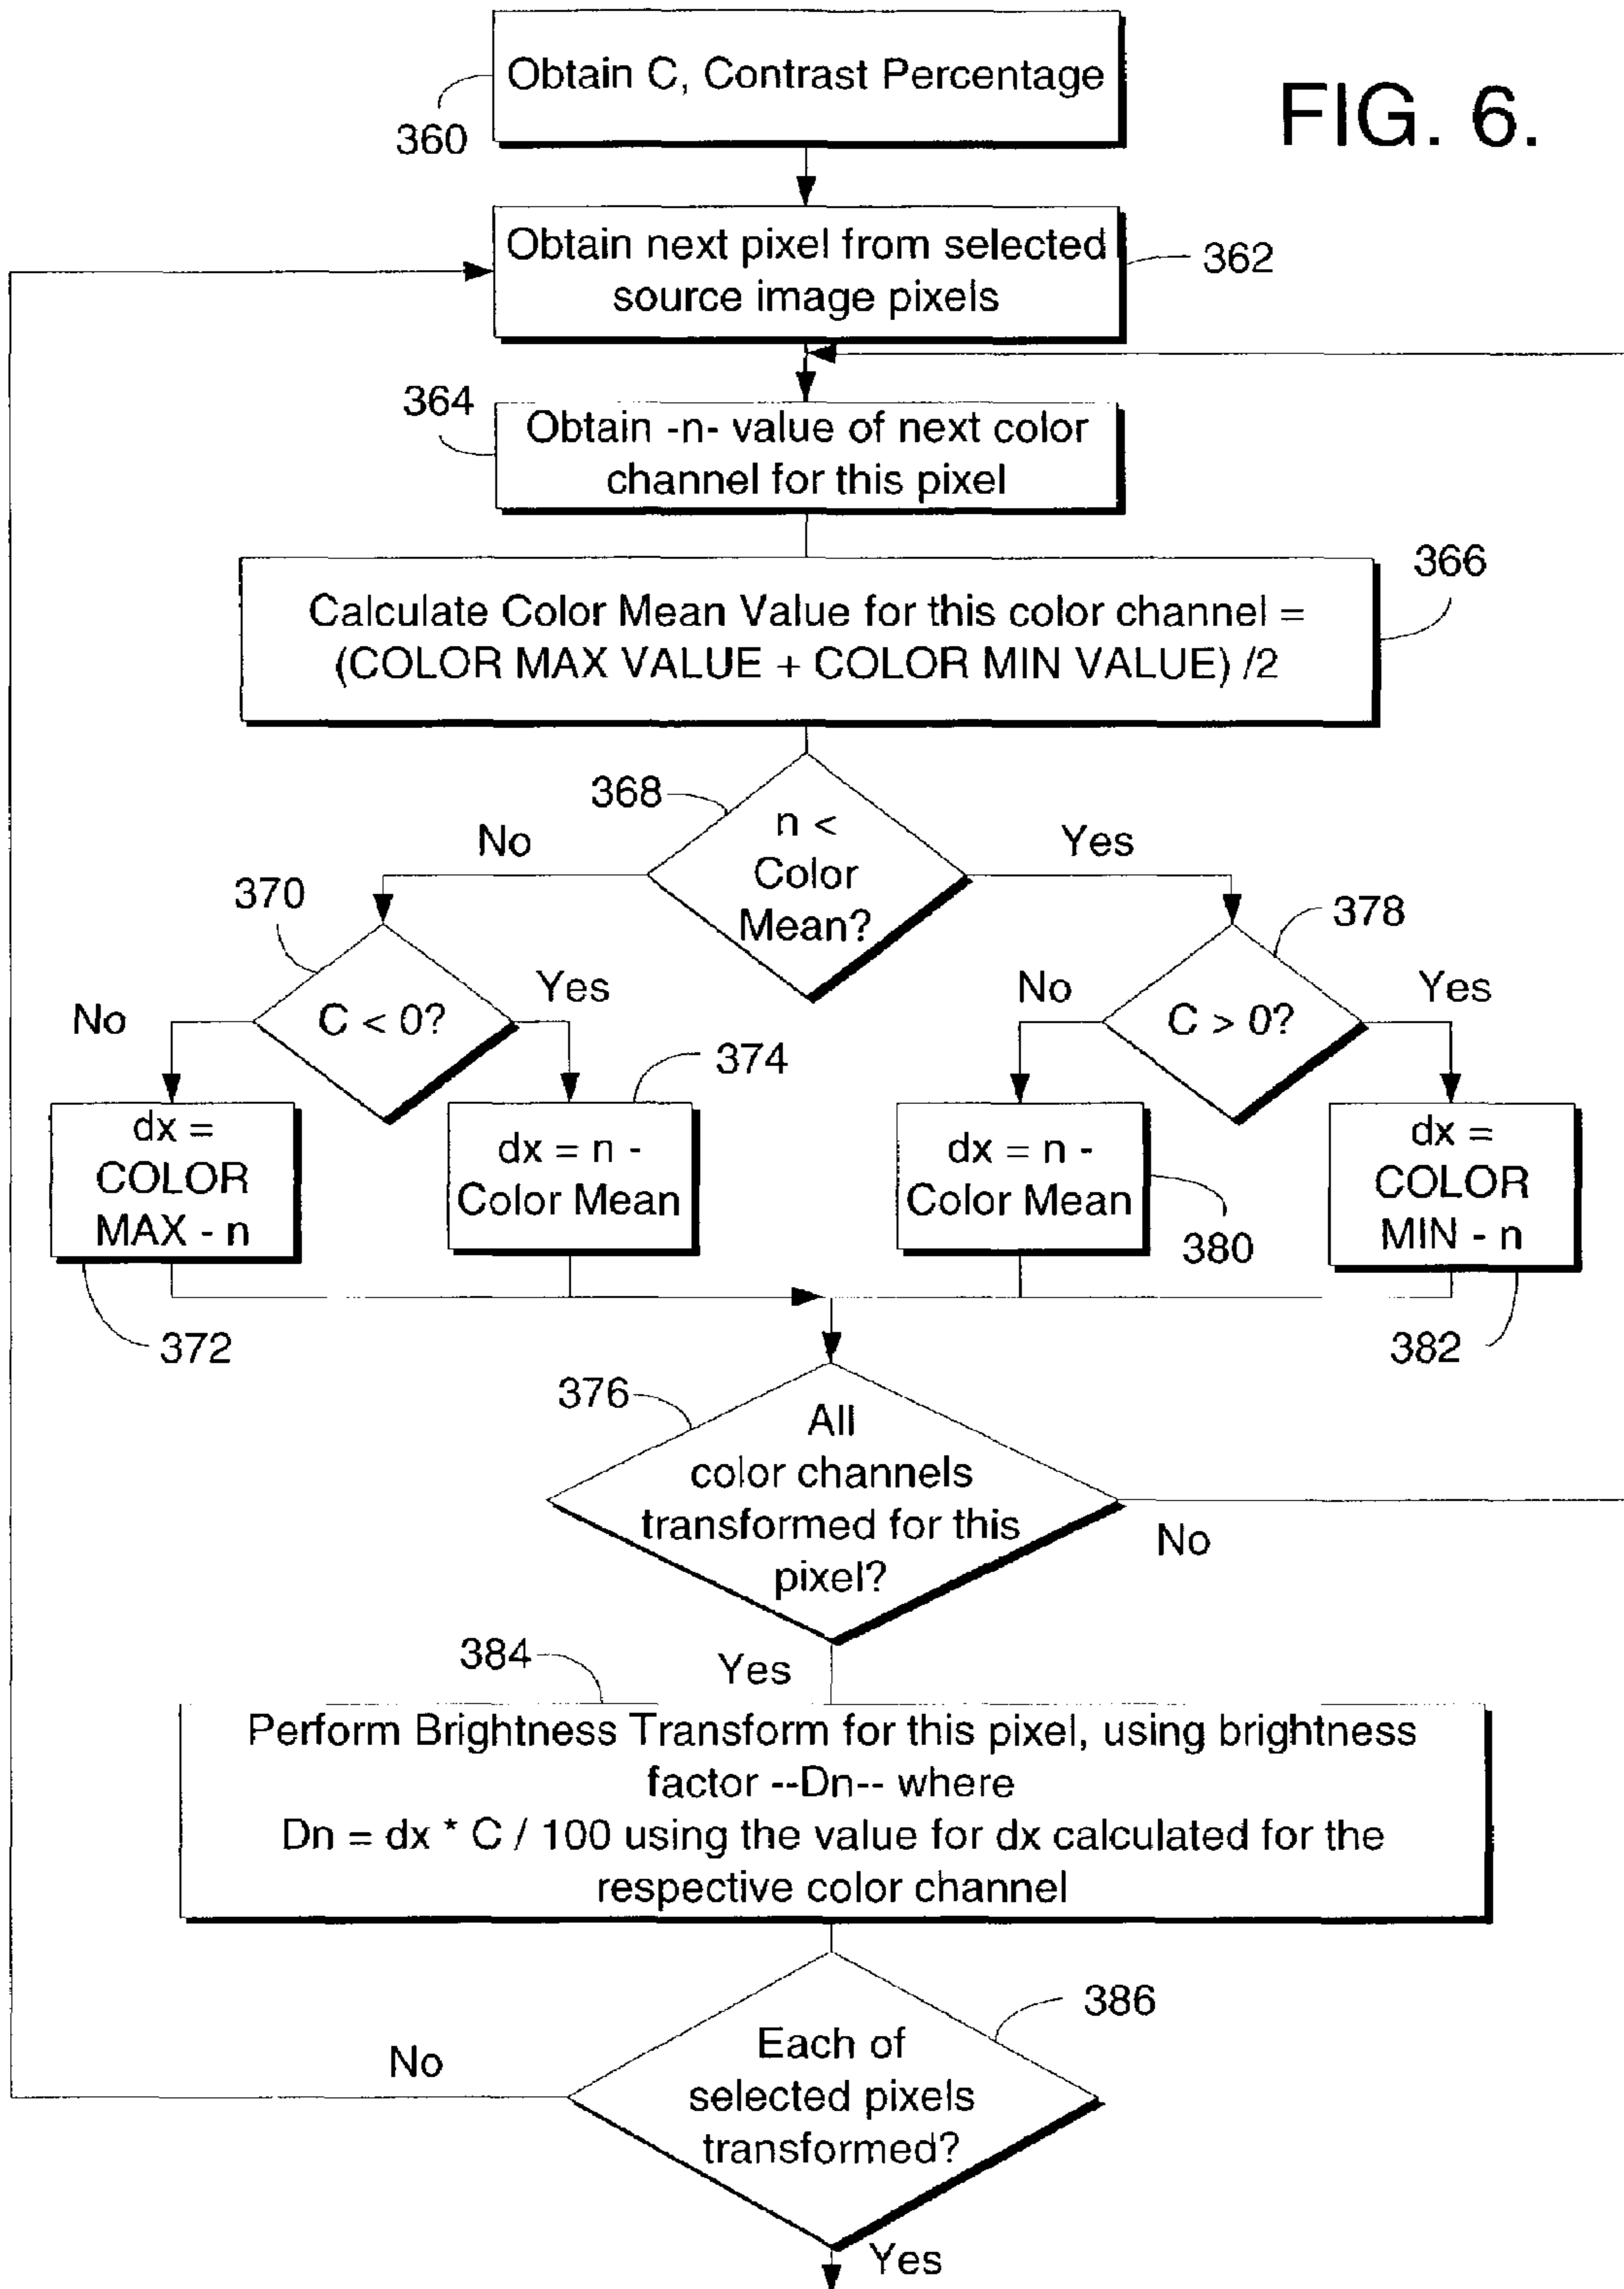 FIG. 6.
Obtain C, Contrast Percentage
360
Obtain next pixel from selected
source image pixels
362
364
Obtain -n- value of next color
channel for this pixel
366
Calculate Color Mean Value for this color channel =
(COLOR MAX VALUE + COLOR MIN VALUE) /2
368
n <
Color
Mean?
No
Yes
370
C < 0?
No
Yes
378
C > 0?
No
Yes
dx =
COLOR
MAX - n
372
374
dx = n -
Color Mean
dx = n -
Color Mean
380
dx =
COLOR
MIN - n
382
376
All
color channels
transformed for this
pixel?
No
Yes
384
Perform Brightness Transform for this pixel, using brightness
factor --Dn-- where
Dn = dx * C / 100 using the value for dx calculated for the
respective color channel
386
Each of
selected pixels
transformed?
No
Yes